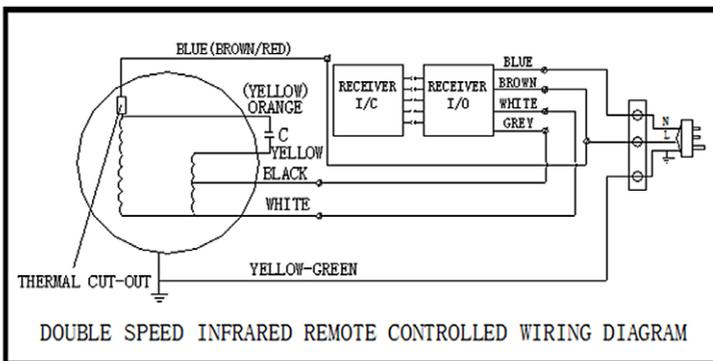 BLUE(BROWN/RED)
(YELLOW)
ORANGE
C
YELLOW
BLACK
WHITE
RECEIVER
I/C
RECEIVER
I/O
BLUE
BROWN
WHITE
GREY
N
L
THERMAL CUT-OUT
YELLOW-GREEN
DOUBLE SPEED INFRARED REMOTE CONTROLLED WIRING DIAGRAM